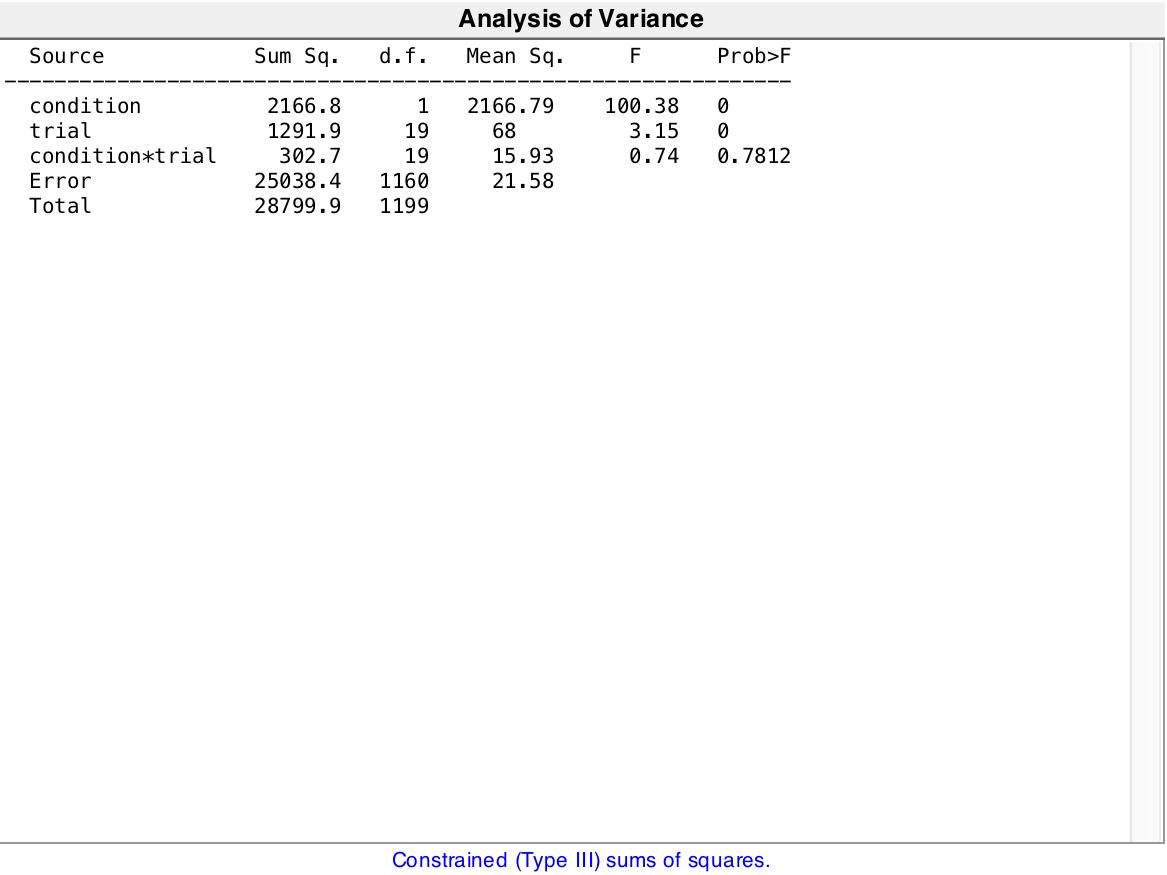 Analysis of Variance
Source Sum Sq. d.f. Mean Sq. F Prob>F
condition 2166.8 1 2166.79 100.38 0
trial 1291.9 19 68 3.15 0
condition*trial 302.7 19 15.93 0.74 0.7812
Error 25038.4 1160 21.58
Total 28799.9 1199
Constrained (Type III) sums of squares.